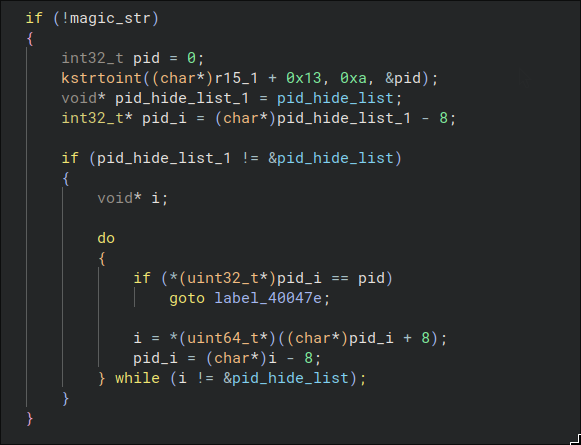 if (!magic_str)
{
int32_t pid = 0;
kstrtoint((char*)r15_1 + 0x13, 0xa, &pid);
void* pid_hide_list_1 = pid_hide_list;
int32_t* pid_i = (char*)pid_hide_list_1 - 8;
if (pid_hide_list_1 != &pid_hide_list)
{
void* i;
do
{
if (*(uint32_t*)pid_i == pid)
goto label_40047e;
i = *(uint64_t*)((char*)pid_i + 8);
pid_i = (char*)i - 8;
} while (i != &pid_hide_list);
}
}